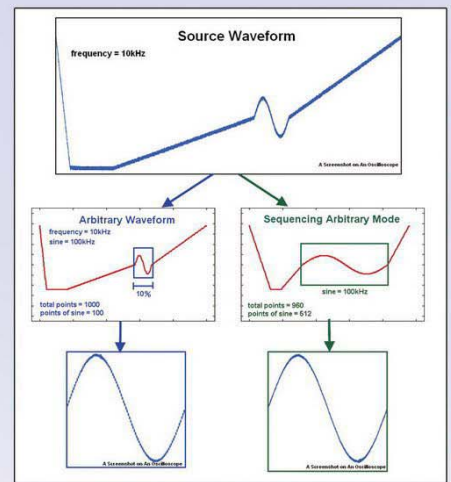 Source Waveform
frequency = 10kHz
A Screenshot on An Oscilloscope
Arbitrary Waveform
frequency = 10kHz
sine = 100kHz
10%
total points = 1000
points of sine = 100
Sequencing Arbitrary Mode
sine = 100kHz
total points = 960
points of sine = 512
A Screenshot on An Oscilloscope
A Screenshot on An Oscilloscope